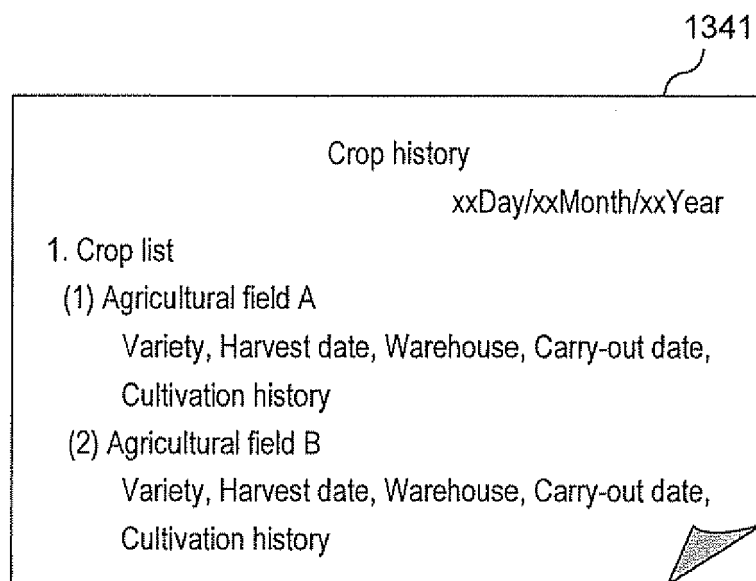 1341
Crop history
xxDay/xxMonth/xxYear
1. Crop list
(1) Agricultural field A
Variety, Harvest date, Warehouse, Carry-out date,
Cultivation history
(2) Agricultural field B
Variety, Harvest date, Warehouse, Carry-out date,
Cultivation history